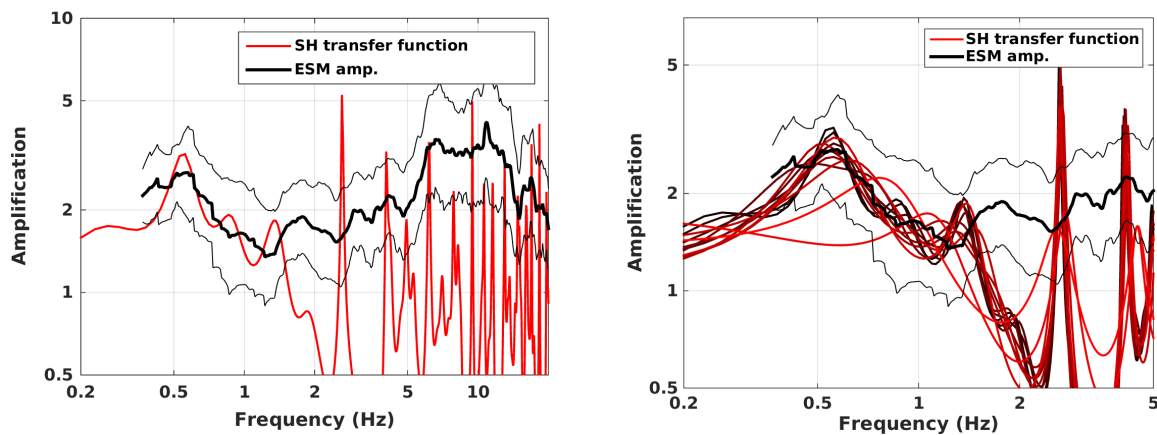 10
5
2
1
0.5
Amplification
SH transfer function
ESM amp.
0.2
0.5
1
2
5
10
Frequency (Hz)
5
2
1
0.5
Amplification
SH transfer function
ESM amp.
0.2
0.5
1
2
5
Frequency (Hz)